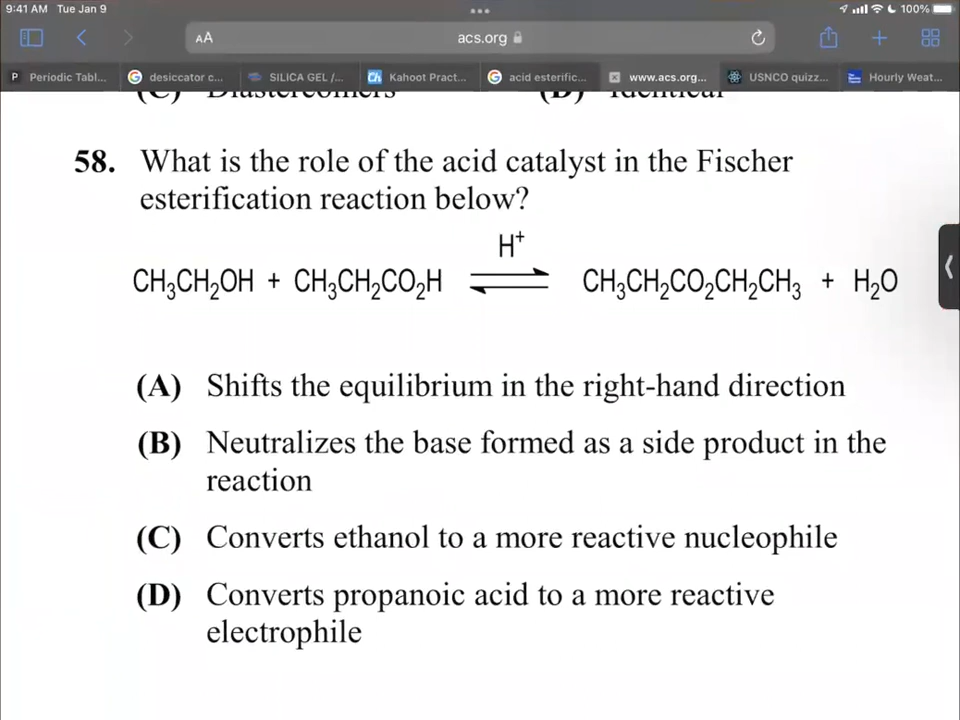 9:41 AM Tue Jan 9
100%
AA
acs.org
P Periodic Tabl...
G desiccator c...
SILICA GEL /...
Kahoot Pract...
G acid esterific...
www.acs.org...
USNCO quizz...
Hourly Weat...
(C) Diastereomers (D) Identical
58. What is the role of the acid catalyst in the Fischer
esterification reaction below?
H⁺
CH₃CH₂OH + CH₃CH₂CO₂H ⇌ CH₃CH₂CO₂CH₂CH₃ + H₂O
(A) Shifts the equilibrium in the right-hand direction
(B) Neutralizes the base formed as a side product in the
reaction
(C) Converts ethanol to a more reactive nucleophile
(D) Converts propanoic acid to a more reactive
electrophile